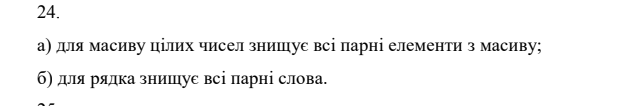 24.
а) для масиву цілих чисел знищує всі парні елементи з масиву;
б) для рядка знищує всі парні слова.